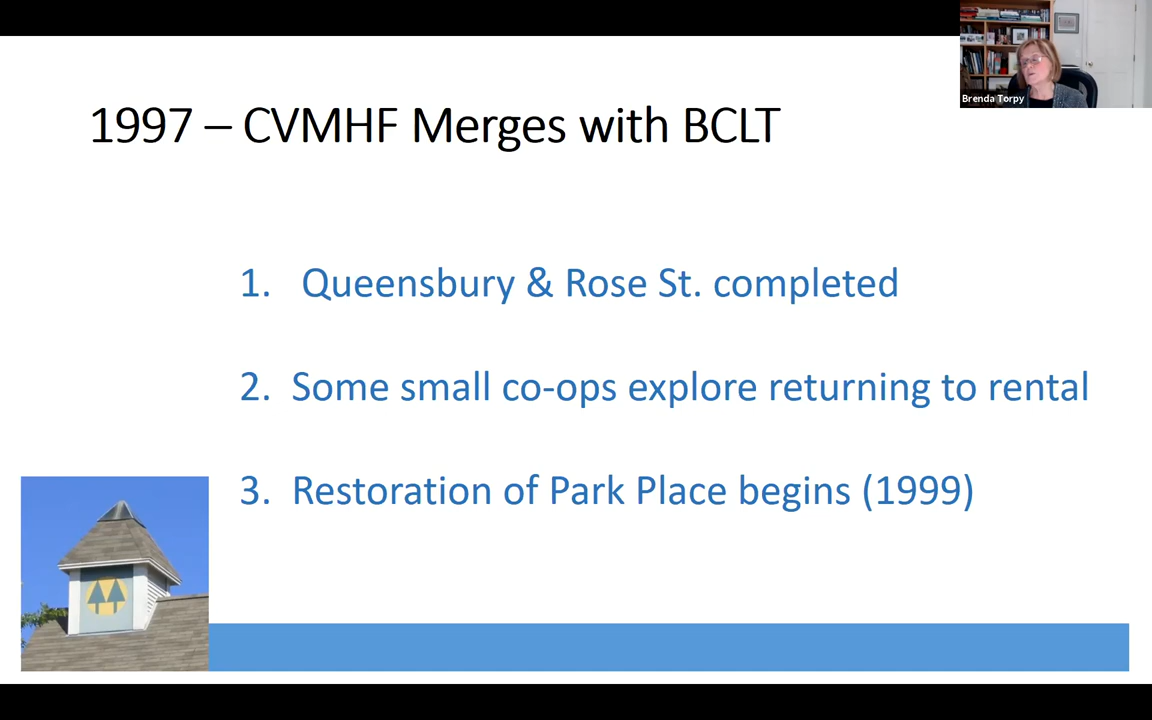 Brenda Torpy
1997 – CVMHF Merges with BCLT
1. Queensbury & Rose St. completed
2. Some small co-ops explore returning to rental
3. Restoration of Park Place begins (1999)